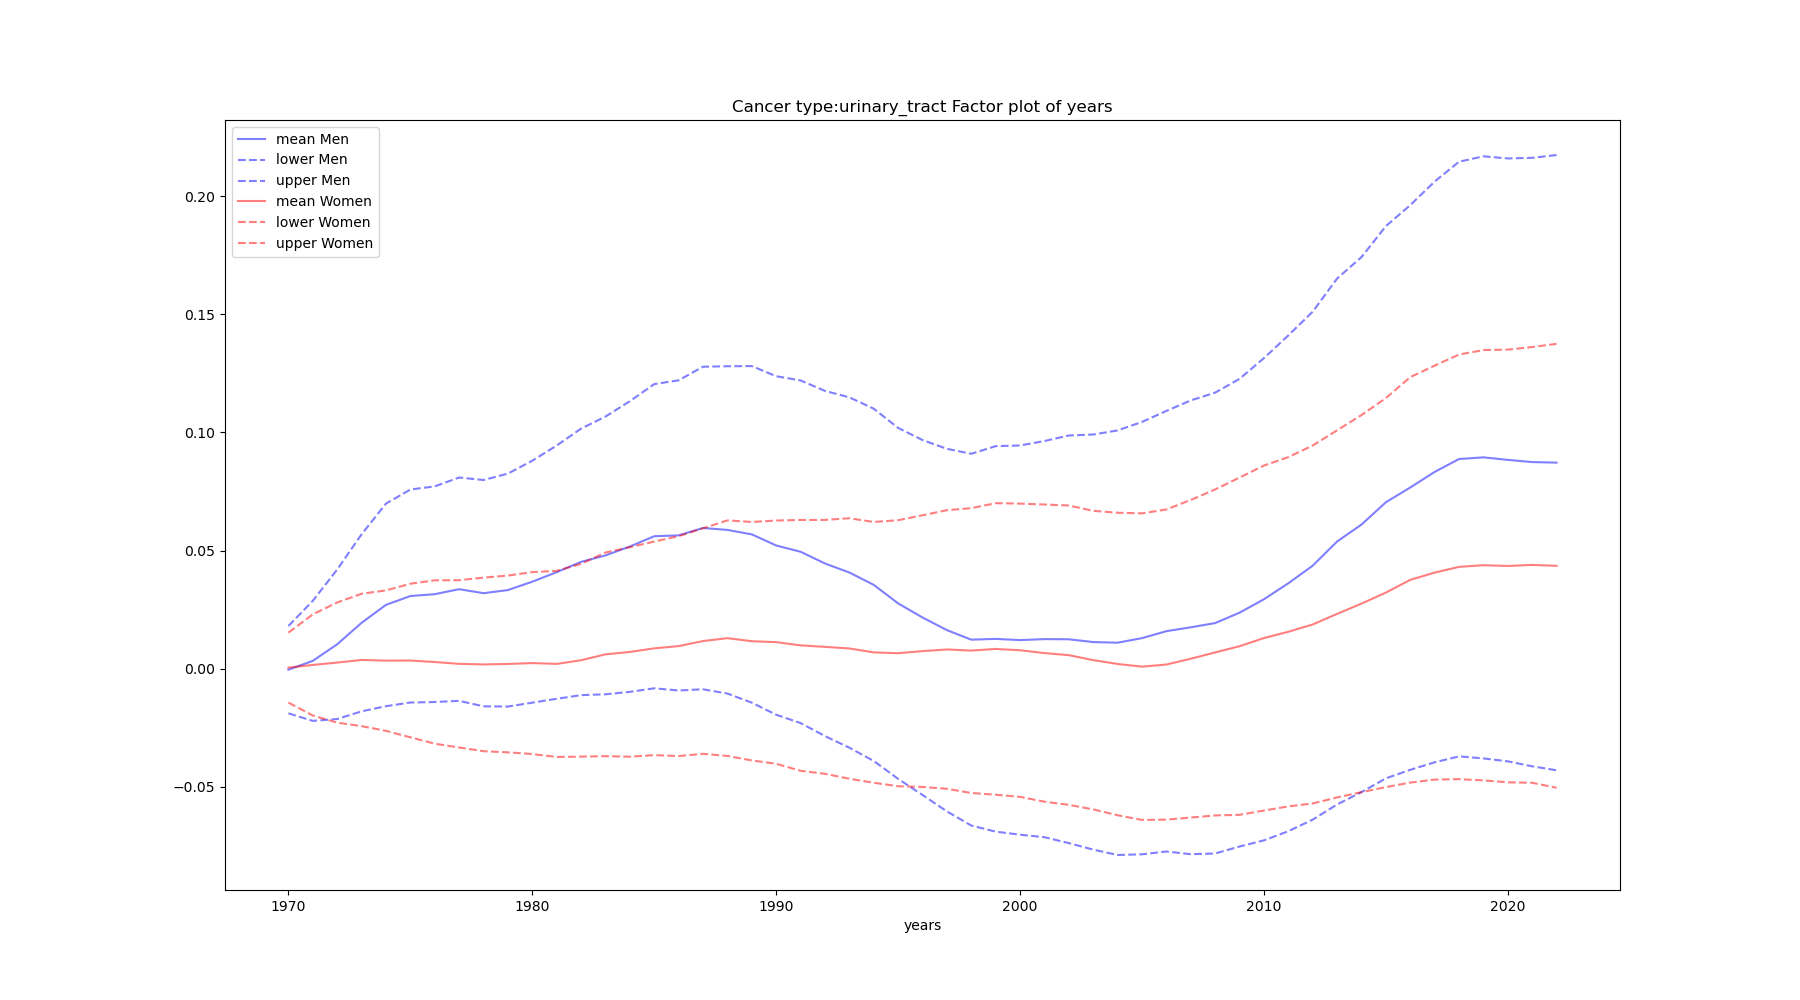 Cancer type:urinary_tract Factor plot of years
mean Men
lower Men
upper Men
mean Women
lower Women
upper Women
0.20
0.15
0.10
0.05
0.00
−0.05
1970 1980 1990 2000 2010 2020
years